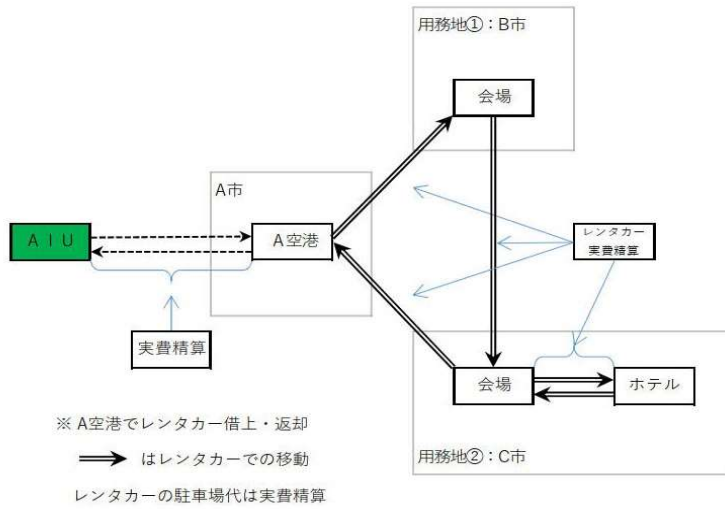 用務地①：B市
会場
A市
ＡＩＵ
A空港
レンタカー
実費精算
実費精算
会場
ホテル
※ A空港でレンタカー借上・返却
はレンタカーでの移動
用務地②：C市
レンタカーの駐車場代は実費精算